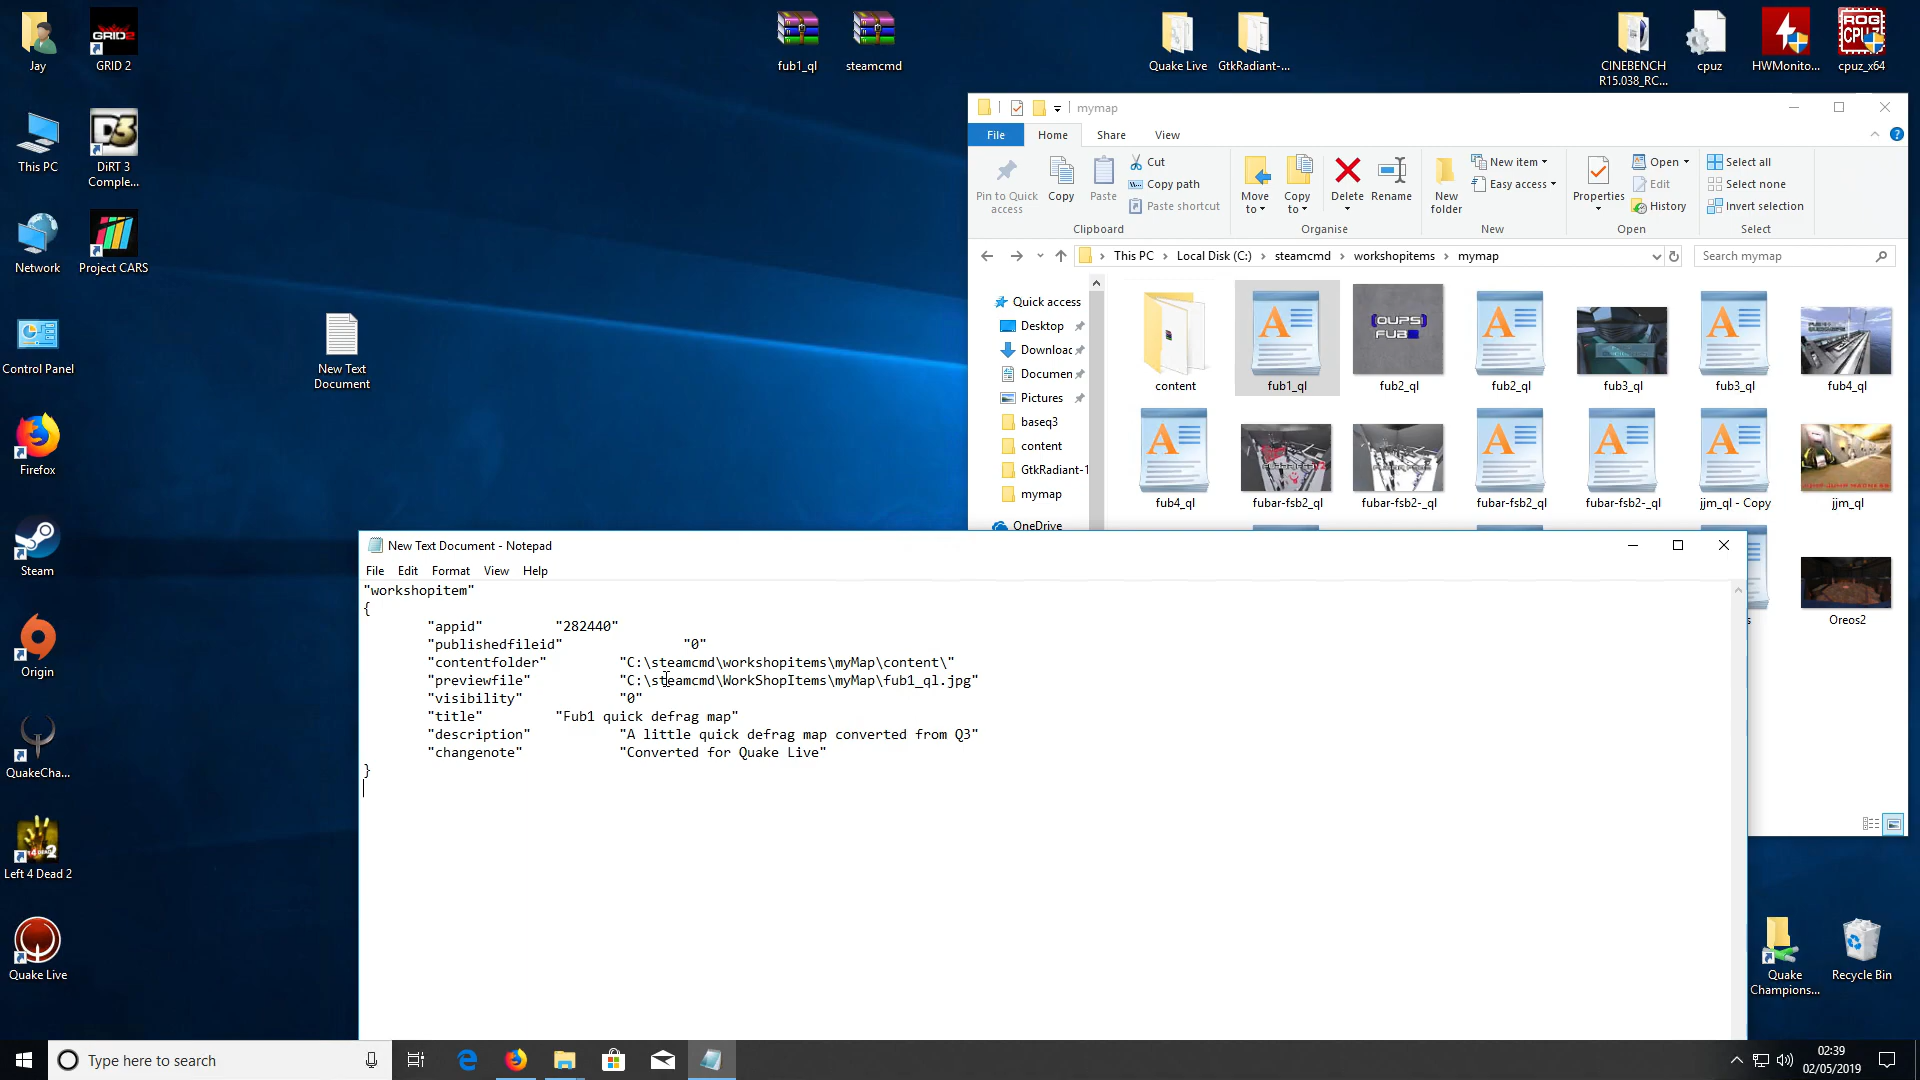 Jay
GRID 2
fub1_ql
steamcmd
Quake Live
GtkRadiant-...
CINEBENCH
R15.038_RC...
cpuz
HWMonito...
cpuz_x64
ROG
CPUZ
This PC
DiRT 3
Comple...
Network
Project CARS
Control Panel
New Text
Document
Firefox
Steam
Origin
QuakeCha...
Left 4 Dead 2
Quake Live
mymap
File
Home
Share
View
Pin to Quick
access
Copy
Paste
Cut
Copy path
Paste shortcut
Clipboard
Move
to
Copy
to
Delete
Rename
Organise
New
folder
New item
Easy access
New
Properties
Open
Edit
History
Open
Select all
Select none
Invert selection
Select
This PC
Local Disk (C:)
steamcmd
workshopitems
mymap
Search mymap
Quick access
Desktop
Downloac
Documen
Pictures
baseq3
content
GtkRadiant-1
mymap
OneDrive
content
fub1_ql
fub2_ql
fub2_ql
fub3_ql
fub3_ql
fub4_ql
fub4_ql
fubar-fsb2_ql
fubar-fsb2-_ql
fubar-fsb2_ql
fubar-fsb2-_ql
jjm_ql - Copy
jjm_ql
Oreos2
New Text Document - Notepad
File Edit Format View Help
"workshopitem"
{
"appid" "282440"
"publishedfileid" "0"
"contentfolder" "C:\steamcmd\workshopitems\myMap\content\"
"previewfile" "C:\steamcmd\WorkShopItems\myMap\fub1_ql.jpg"
"visibility" "0"
"title" "Fub1 quick defrag map"
"description" "A little quick defrag map converted from Q3"
"changenote" "Converted for Quake Live"
}
Quake
Champions...
Recycle Bin
Type here to search
02:39
02/05/2019